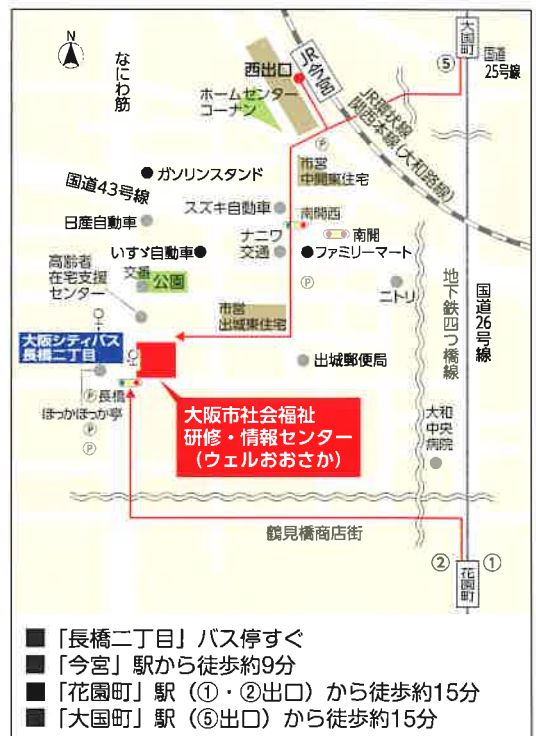 N
大国町
⑤
国道
25号線
なにわ筋
西出口
JR今宮
ホームセンター
コーナン
JR環状線
関西本線(大和路線)
Ⓟ
ガソリンスタンド
市営
中開東住宅
国道43号線
スズキ自動車
南開西
日産自動車
ナニワ
交通
南開
いすゞ自動車
ファミリーマート
高齢者
在宅支援
センター
交番
公園
Ⓟ
ニトリ
地下鉄四つ橋線
国道26号線
市営
出城東住宅
大阪シティバス
長橋二丁目
出城郵便局
Ⓟ長橋
ほっかほっか亭
Ⓟ
Ⓟ
大阪市社会福祉
研修・情報センター
(ウェルおおさか)
大和
中央
病院
鶴見橋商店街
②
①
花園町
■「長橋二丁目」バス停すぐ
■「今宮」駅から徒歩約9分
■「花園町」駅(①・②出口)から徒歩約15分
■「大国町」駅(⑤出口)から徒歩約15分